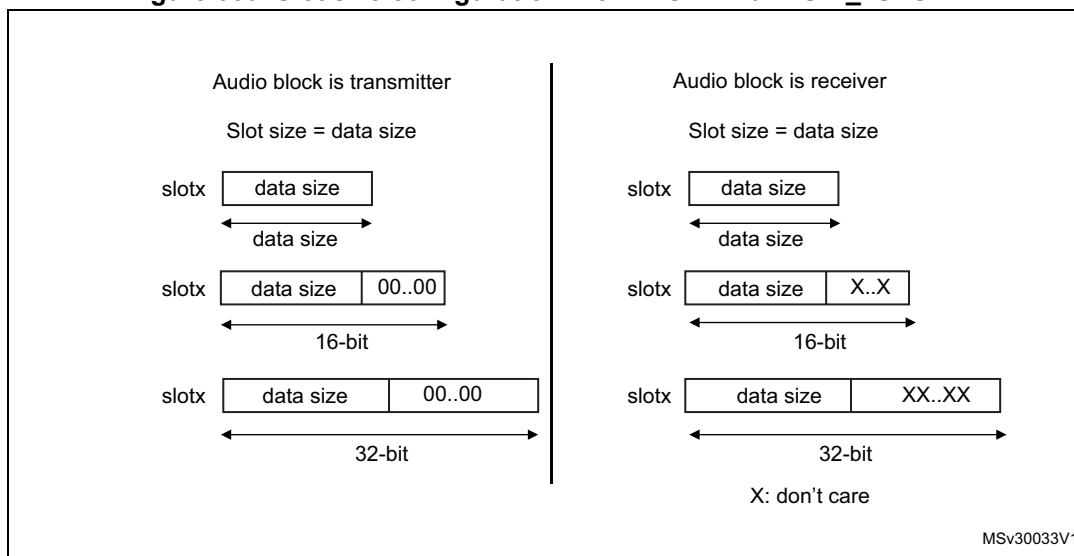 Audio block is transmitter
Slot size = data size
slotx data size
data size
slotx data size 00..00
16-bit
slotx data size 00..00
32-bit
Audio block is receiver
Slot size = data size
slotx data size
data size
slotx data size X..X
16-bit
slotx data size XX..XX
32-bit
X: don't care
MSv30033V1